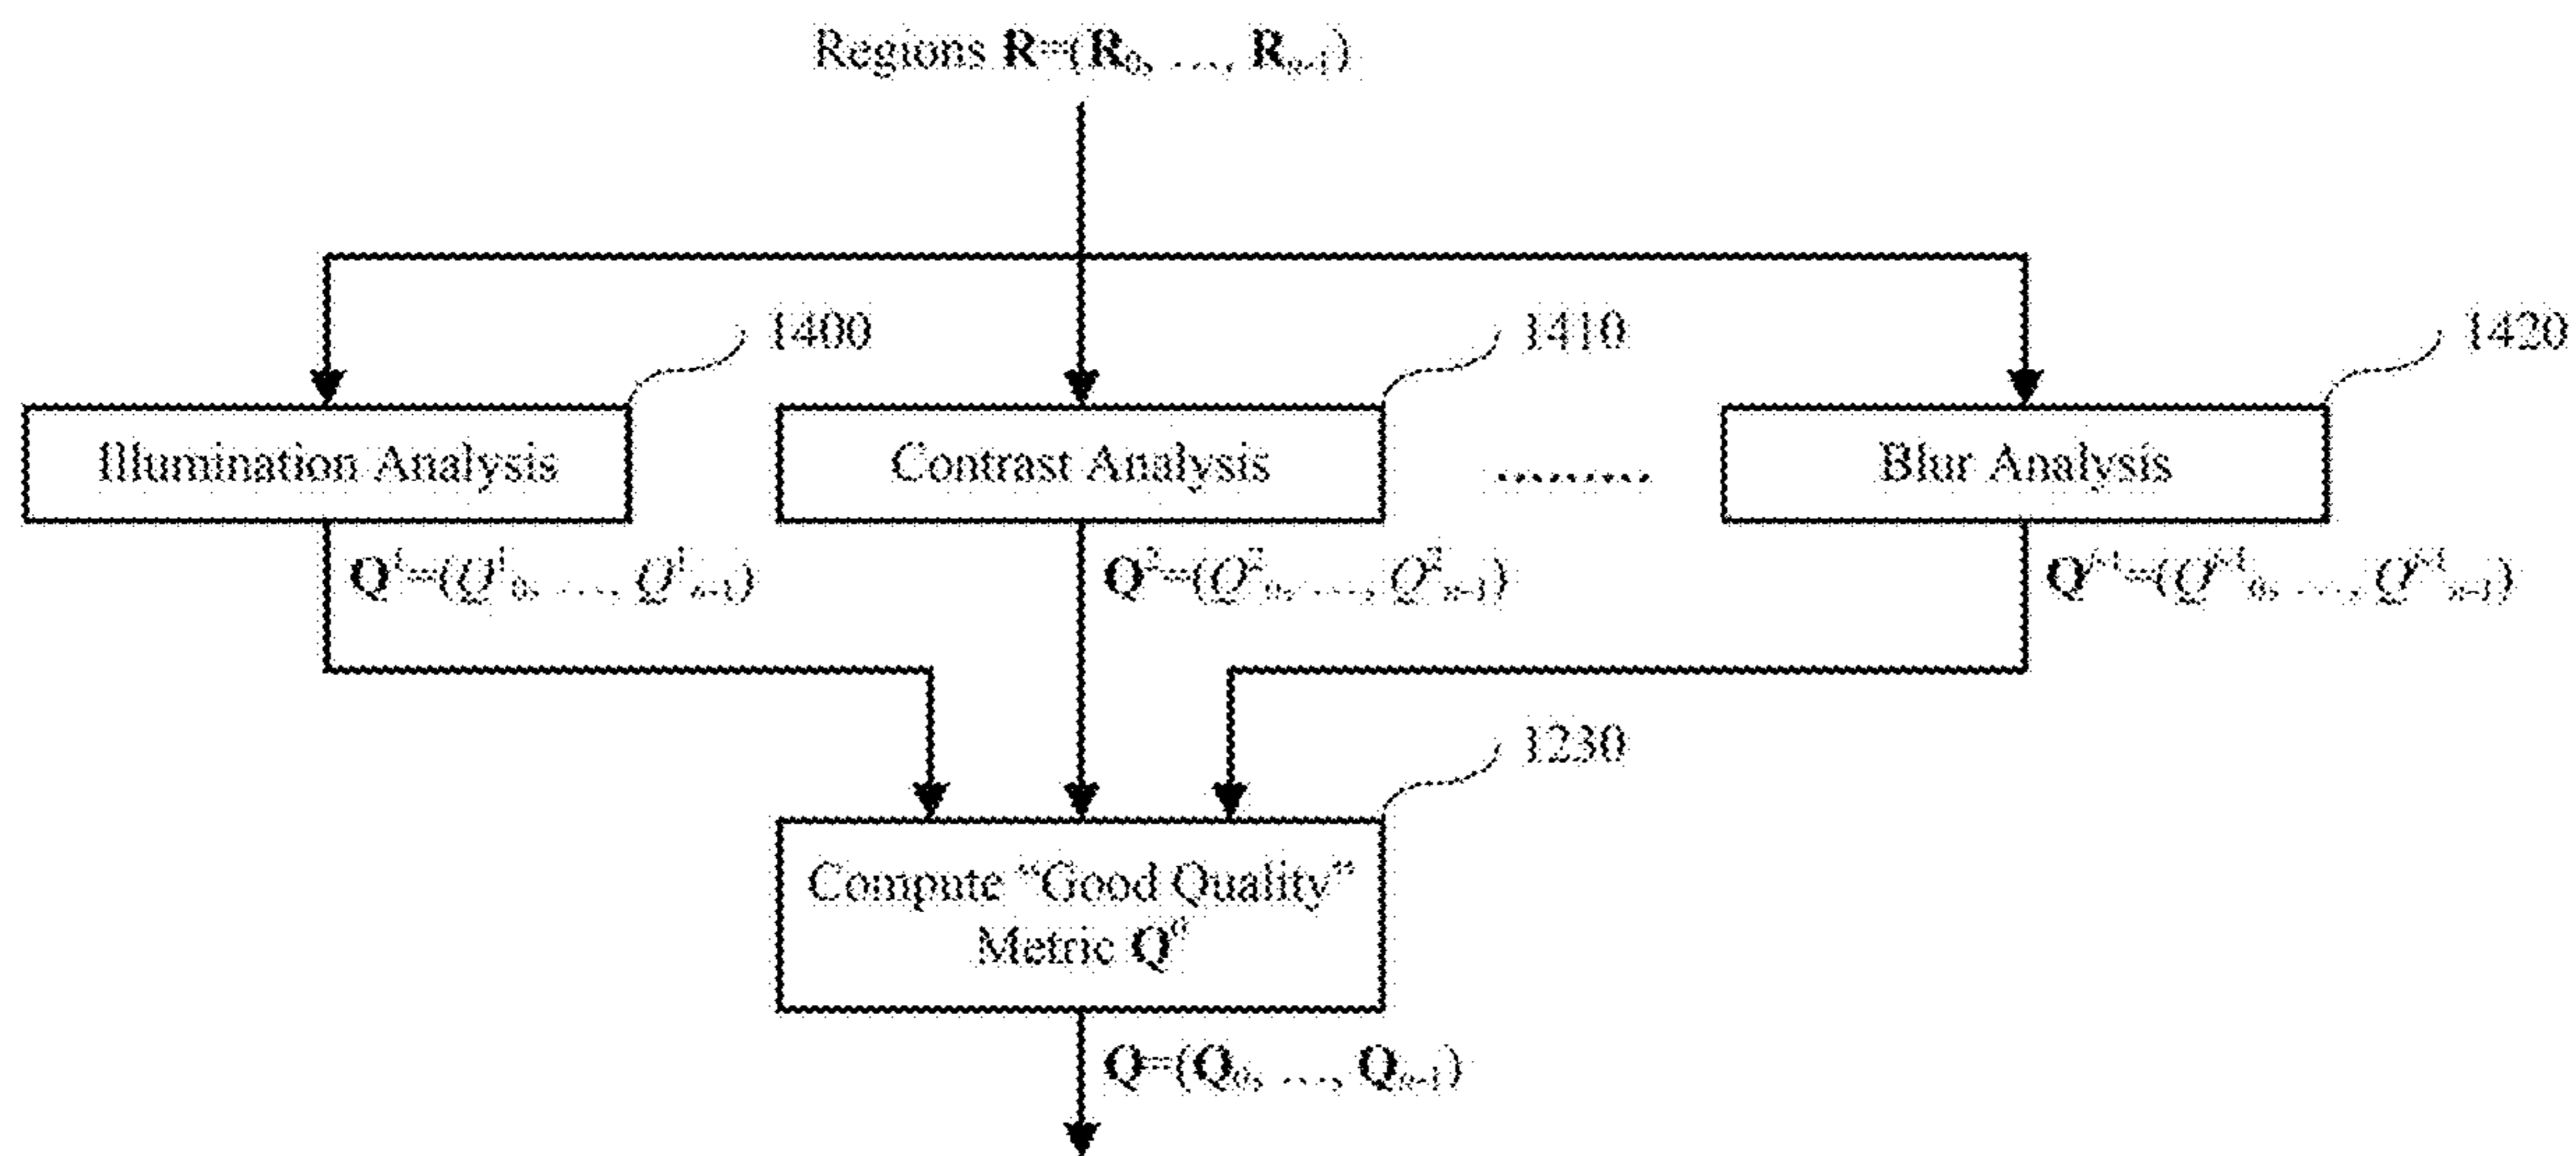 Regions R=(R₀, ...., Rₙ₋₁)
1400
1410
1420
Illumination Analysis
Contrast Analysis
.........
Blur Analysis
Q¹=(Q¹₀, ...., Q¹ₙ₋₁)
Q²=(Q²₀, ...., Q²ₙ₋₁)
1230
Compute “Good Quality”
Metric Q⁰
Q=(Q₀, ...., Qₙ₋₁)